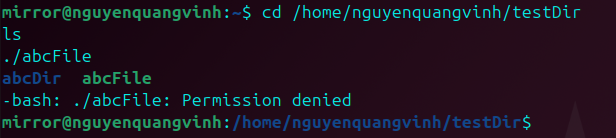 mirror@nguyenquangvinh:~$ cd /home/nguyenquangvinh/testDir
ls
./abcFile
abcDir  abcFile
-bash: ./abcFile: Permission denied
mirror@nguyenquangvinh:/home/nguyenquangvinh/testDir$